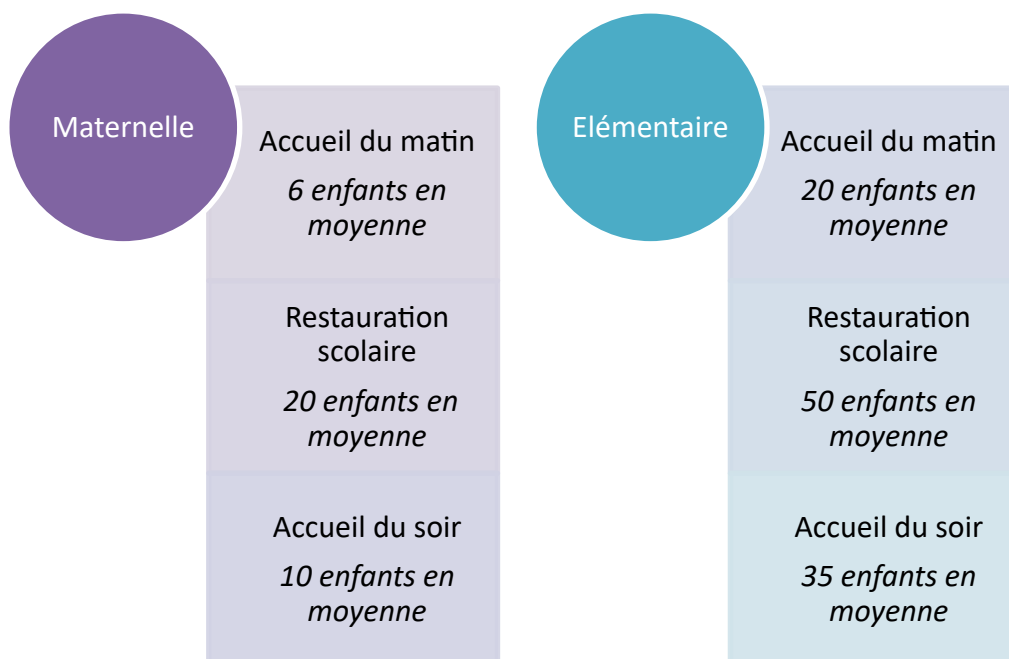 Maternelle
Accueil du matin
6 enfants en
moyenne
Restauration
scolaire
20 enfants en
moyenne
Accueil du soir
10 enfants en
moyenne
Elémentaire
Accueil du matin
20 enfants en
moyenne
Restauration
scolaire
50 enfants en
moyenne
Accueil du soir
35 enfants en
moyenne